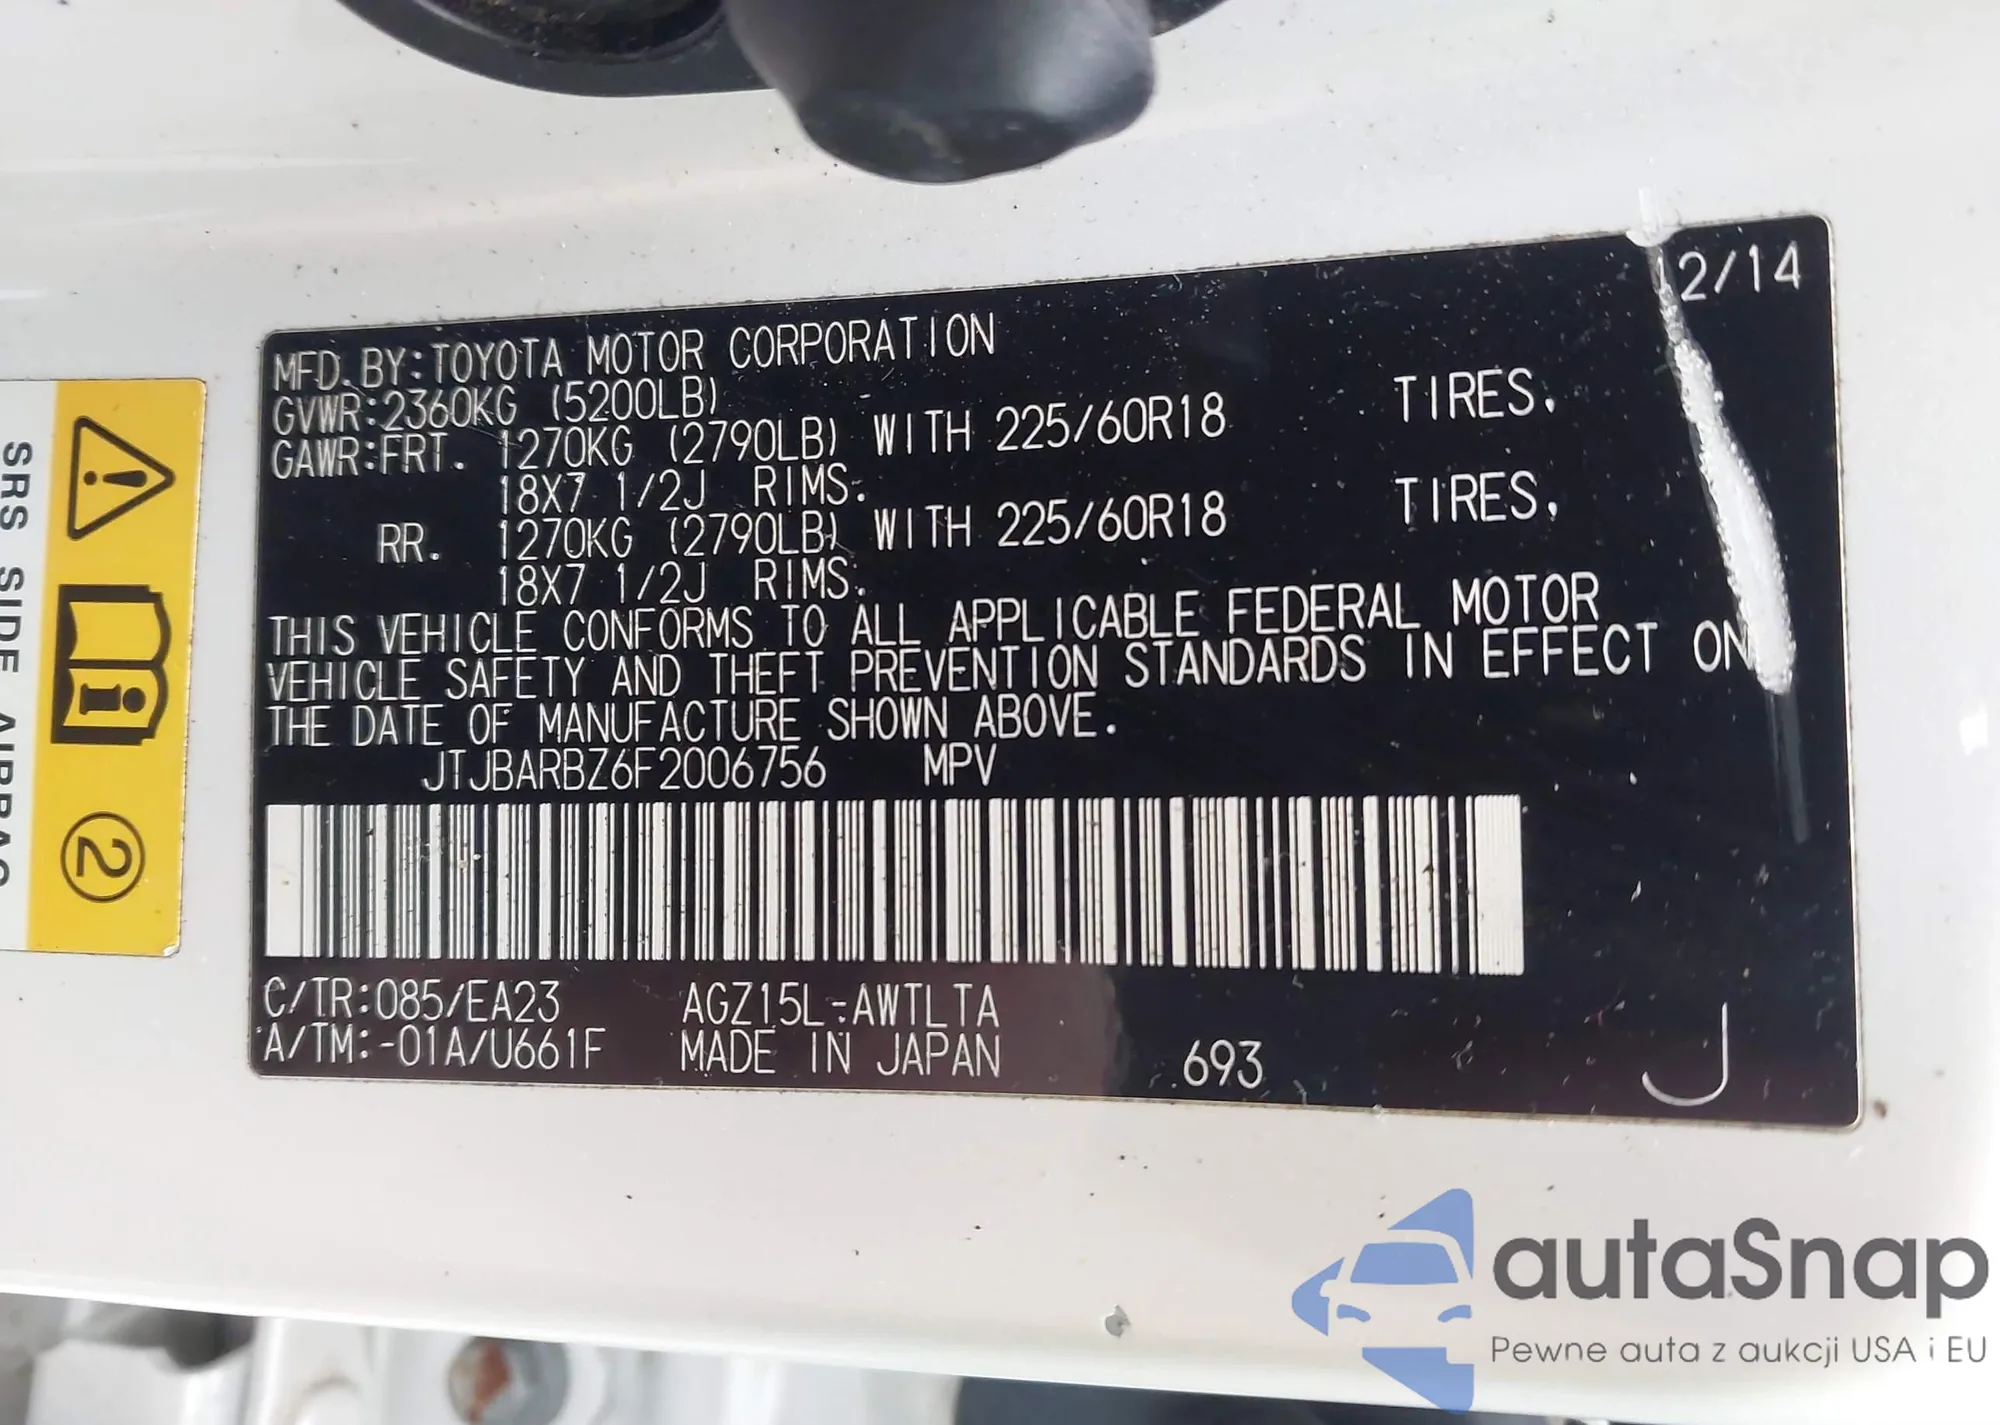 12/14
MFD. BY: TOYOTA MOTOR CORPORATION
GVWR: 2360KG (5200LB)
GAWR: FRT. 1270KG (2790LB) WITH 225/60R18 TIRES,
18X7 1/2J RIMS.
RR. 1270KG (2790LB) WITH 225/60R18 TIRES,
18X7 1/2J RIMS.
THIS VEHICLE CONFORMS TO ALL APPLICABLE FEDERAL MOTOR
VEHICLE SAFETY AND THEFT PREVENTION STANDARDS IN EFFECT ON
THE DATE OF MANUFACTURE SHOWN ABOVE.
JTJBARBZ6F2006756 MPV
C/TR: 085/EA23 AGZ15L-AWTLTA
A/TM: -01A/U661F MADE IN JAPAN 693 J
SRS SIDE AIRBAG
2
autaSnap
Pewne auta z aukcji USA i EU